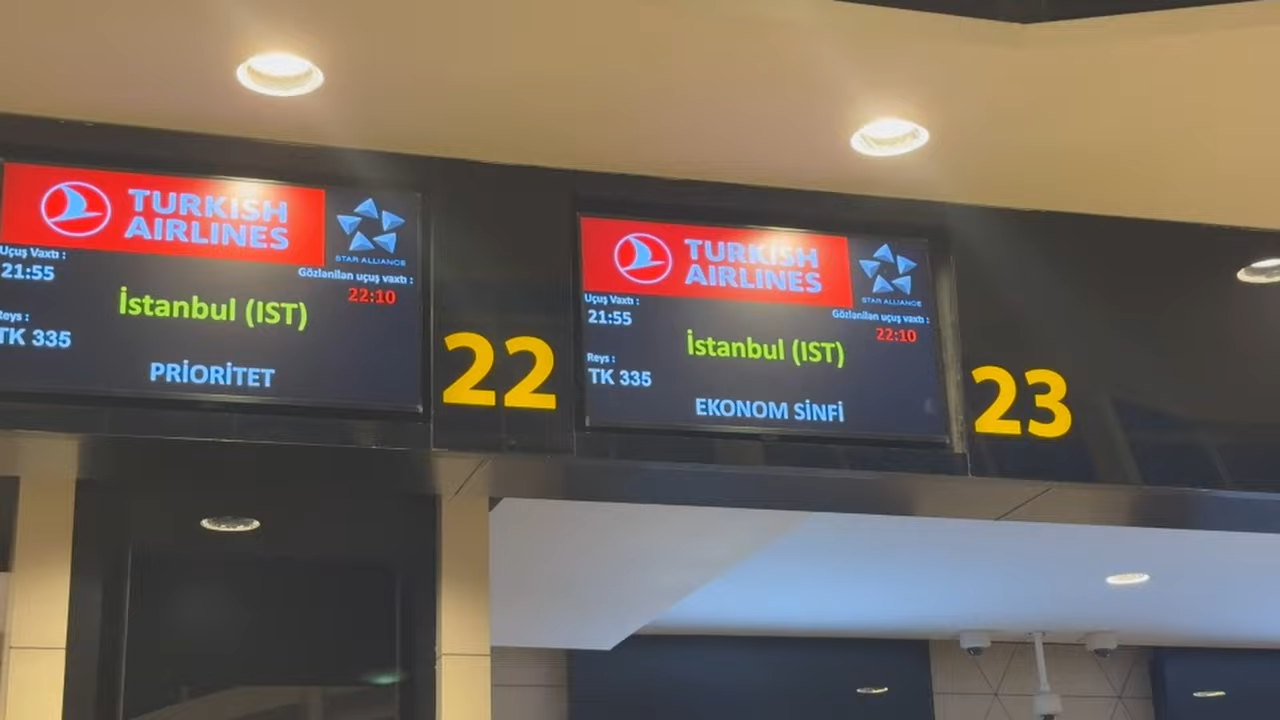 TURKISH
AIRLINES
STAR ALLIANCE
Uçuş Vaxtı :
21:55
Gözlənilən uçuş vaxtı :
22:10
İstanbul (IST)
Reys :
TK 335
PRİORİTET
22
TURKISH
AIRLINES
STAR ALLIANCE
Uçuş Vaxtı :
21:55
Gözlənilən uçuş vaxtı :
22:10
İstanbul (IST)
Reys :
TK 335
EKONOM SİNFİ
23